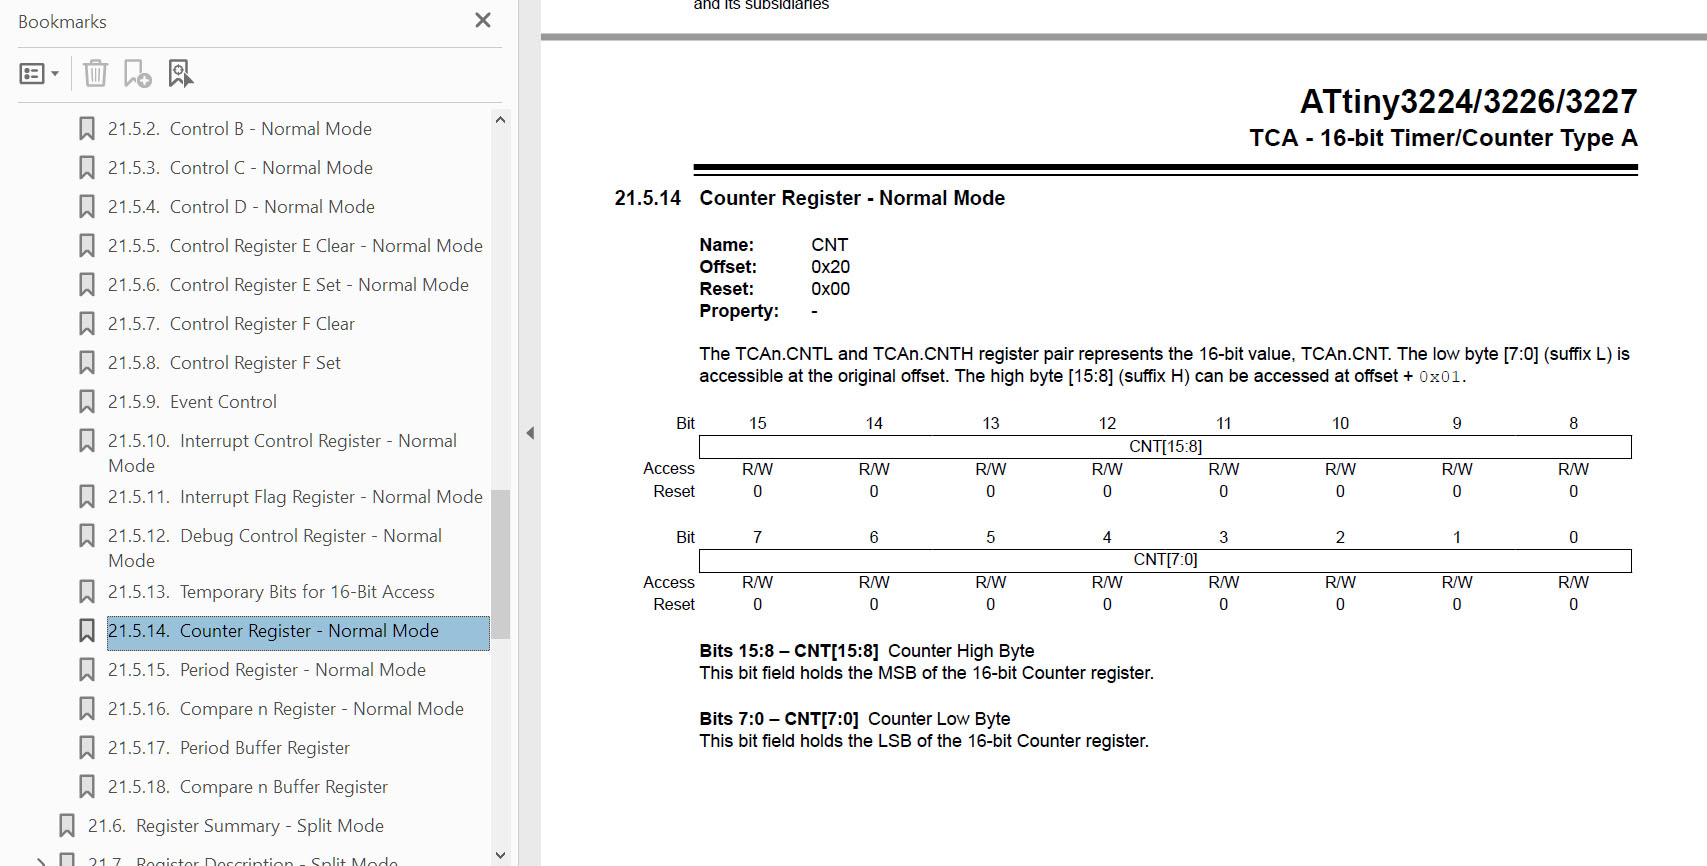 Bookmarks
21.5.2. Control B - Normal Mode
21.5.3. Control C - Normal Mode
21.5.4. Control D - Normal Mode
21.5.5. Control Register E Clear - Normal Mode
21.5.6. Control Register E Set - Normal Mode
21.5.7. Control Register F Clear
21.5.8. Control Register F Set
21.5.9. Event Control
21.5.10. Interrupt Control Register - Normal
Mode
21.5.11. Interrupt Flag Register - Normal Mode
21.5.12. Debug Control Register - Normal
Mode
21.5.13. Temporary Bits for 16-Bit Access
21.5.14. Counter Register - Normal Mode
21.5.15. Period Register - Normal Mode
21.5.16. Compare n Register - Normal Mode
21.5.17. Period Buffer Register
21.5.18. Compare n Buffer Register
21.6. Register Summary - Split Mode
21.7. Register Description - Split Mode
and its subsidiaries
ATtiny3224/3226/3227
TCA - 16-bit Timer/Counter Type A
21.5.14 Counter Register - Normal Mode
Name: CNT
Offset: 0x20
Reset: 0x00
Property: -
The TCAn.CNTL and TCAn.CNTH register pair represents the 16-bit value, TCAn.CNT. The low byte [7:0] (suffix L) is
accessible at the original offset. The high byte [15:8] (suffix H) can be accessed at offset + 0x01.
Bit 15 14 13 12 11 10 9 8
CNT[15:8]
Access R/W R/W R/W R/W R/W R/W R/W R/W
Reset 0 0 0 0 0 0 0 0
Bit 7 6 5 4 3 2 1 0
CNT[7:0]
Access R/W R/W R/W R/W R/W R/W R/W R/W
Reset 0 0 0 0 0 0 0 0
Bits 15:8 – CNT[15:8] Counter High Byte
This bit field holds the MSB of the 16-bit Counter register.
Bits 7:0 – CNT[7:0] Counter Low Byte
This bit field holds the LSB of the 16-bit Counter register.